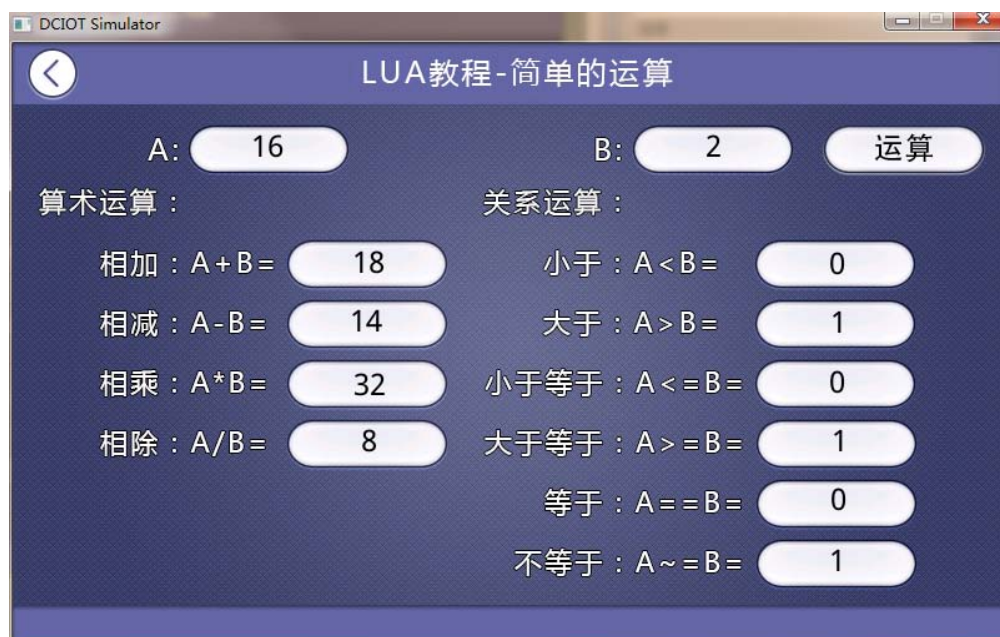 DCIOT Simulator
LUA教程-简单的运算
A: 16 B: 2 运算
算术运算： 关系运算：
相加：A+B= 18 小于：A<B= 0
相减：A-B= 14 大于：A>B= 1
相乘：A*B= 32 小于等于：A<=B= 0
相除：A/B= 8 大于等于：A>=B= 1
等于：A==B= 0
不等于：A~=B= 1